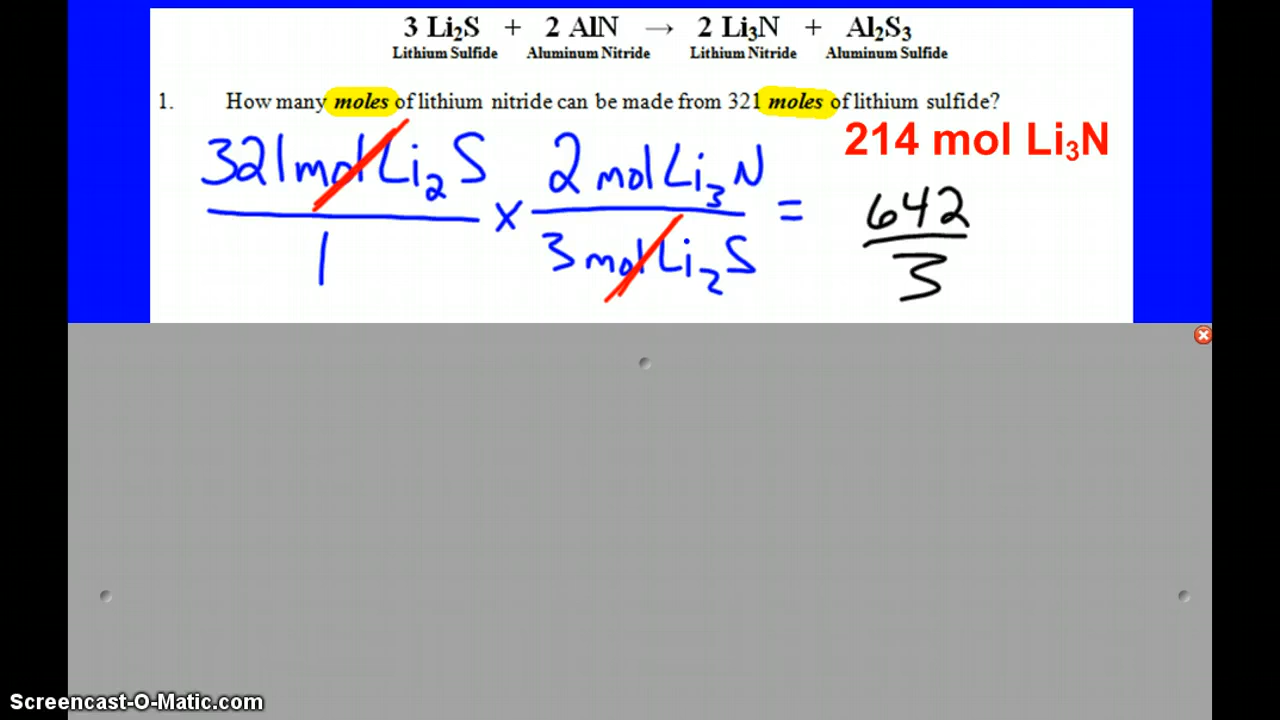 3 Li₂S + 2 AlN → 2 Li₃N + Al₂S₃
Lithium Sulfide Aluminum Nitride Lithium Nitride Aluminum Sulfide
1. How many moles of lithium nitride can be made from 321 moles of lithium sulfide?
214 mol Li₃N
321 mol Li₂S × 2 mol Li₃N = 642
1 3 mol Li₂S 3
Screencast-O-Matic.com